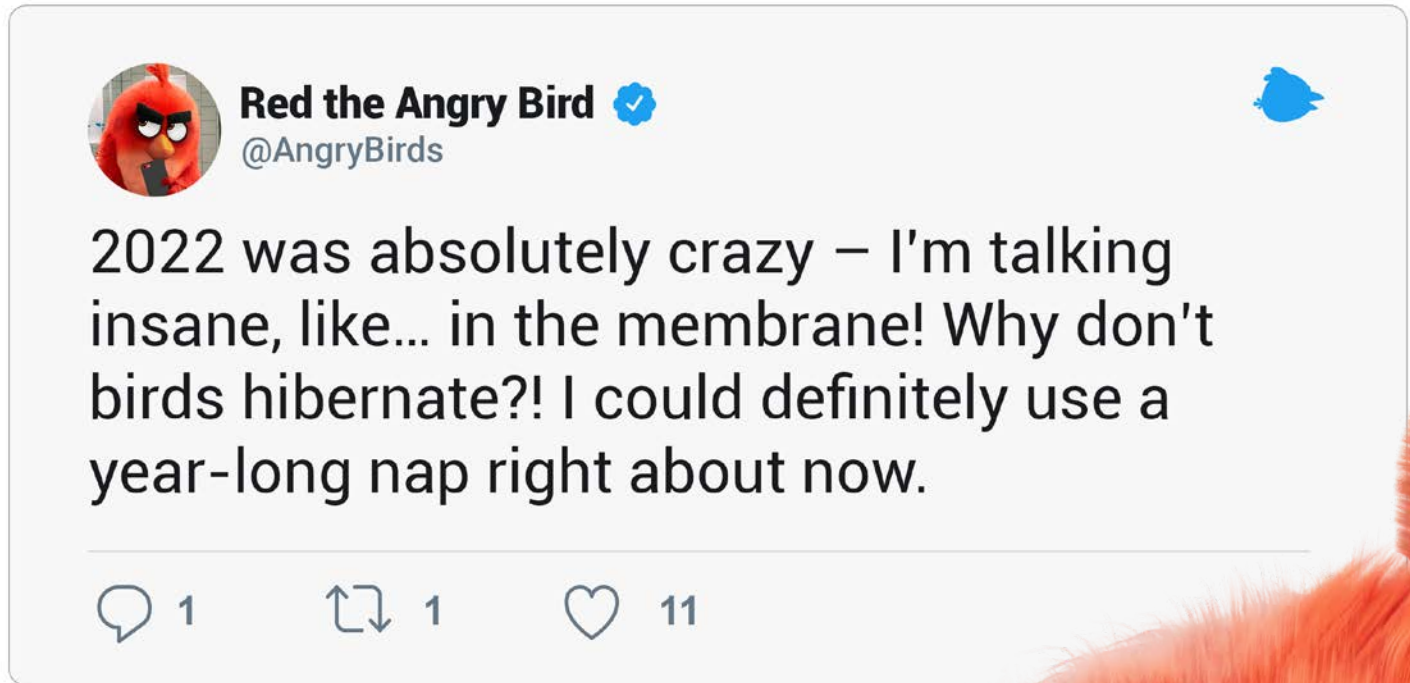 Red the Angry Bird
@AngryBirds
2022 was absolutely crazy – I'm talking
insane, like... in the membrane! Why don't
birds hibernate?! I could definitely use a
year-long nap right about now.
1 1 11